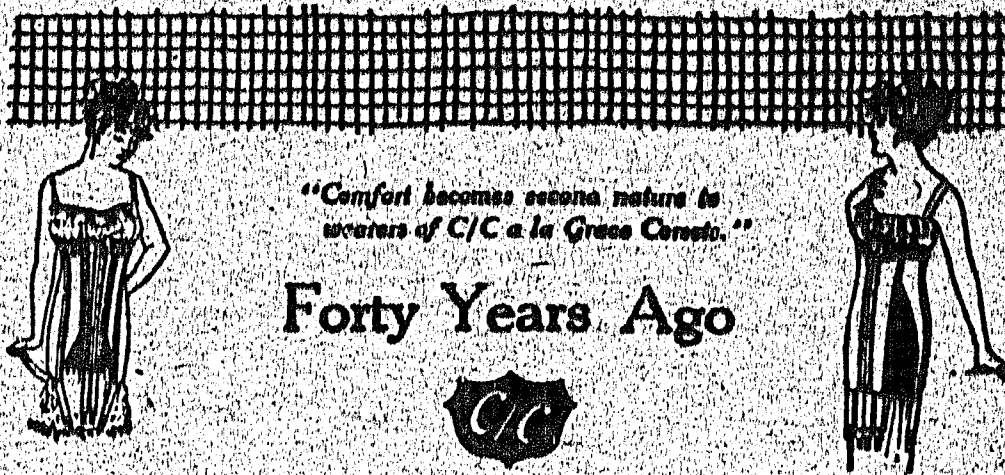 "Comfort becomes second nature to
wearers of C/C a la Grace Corsets."
Forty Years Ago
C/C